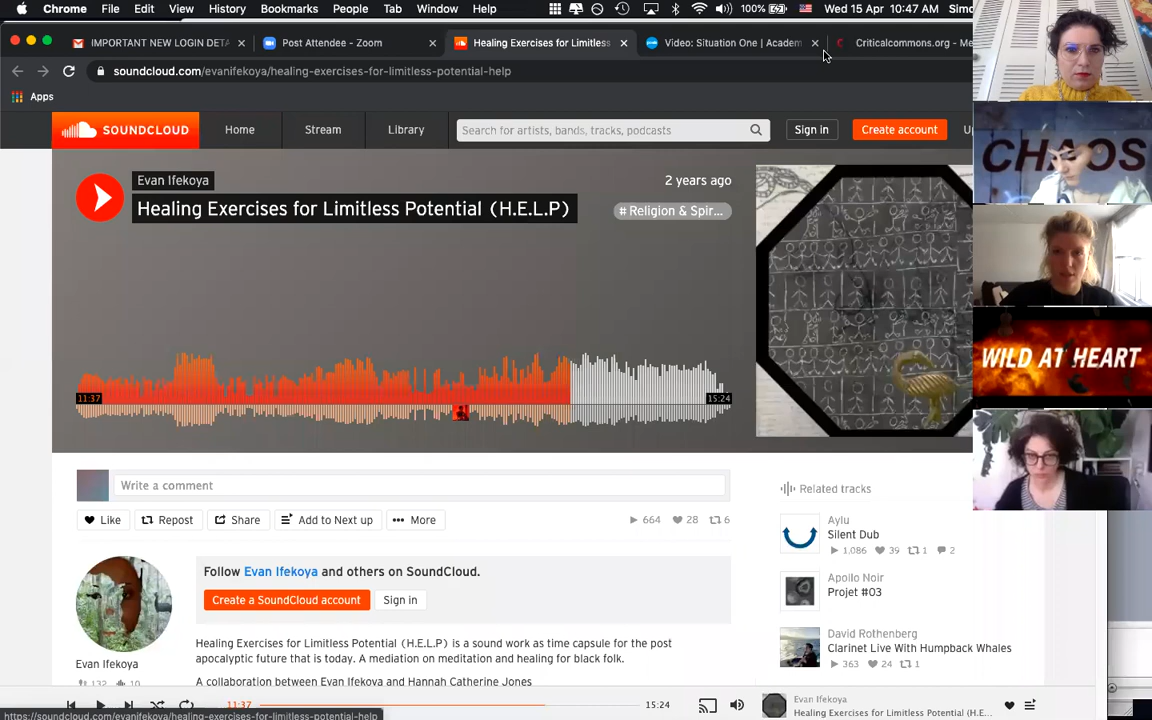 Chrome File Edit View History Bookmarks People Tab Window Help 100% Wed 15 Apr 10:47 AM Simo
IMPORTANT NEW LOGIN DETA Post Attendee - Zoom Healing Exercises for Limitless Video: Situation One | Academ Criticalcommons.org - Me
soundcloud.com/evanifekoya/healing-exercises-for-limitless-potential-help
Apps
SOUNDCLOUD Home Stream Library Search for artists, bands, tracks, podcasts Sign in Create account Up
Evan Ifekoya 2 years ago
Healing Exercises for Limitless Potential (H.E.L.P) # Religion & Spir...
CHAOS
WILD AT HEART
11:37 15:24
Write a comment
Like Repost Share Add to Next up More 664 28 6
Related tracks
Aylu
Silent Dub
1,086 39 1 2
Apollo Noir
Projet #03
David Rothenberg
Clarinet Live With Humpback Whales
363 24 1
Follow Evan Ifekoya and others on SoundCloud.
Create a SoundCloud account Sign in
Evan Ifekoya
132 10
Healing Exercises for Limitless Potential (H.E.L.P) is a sound work as time capsule for the post
apocalyptic future that is today. A mediation on meditation and healing for black folk.
A collaboration between Evan Ifekoya and Hannah Catherine Jones
11:37 15:24
Evan Ifekoya
Healing Exercises for Limitless Potential (H.E...
https://soundcloud.com/evanifekoya/healing-exercises-for-limitless-potential-help